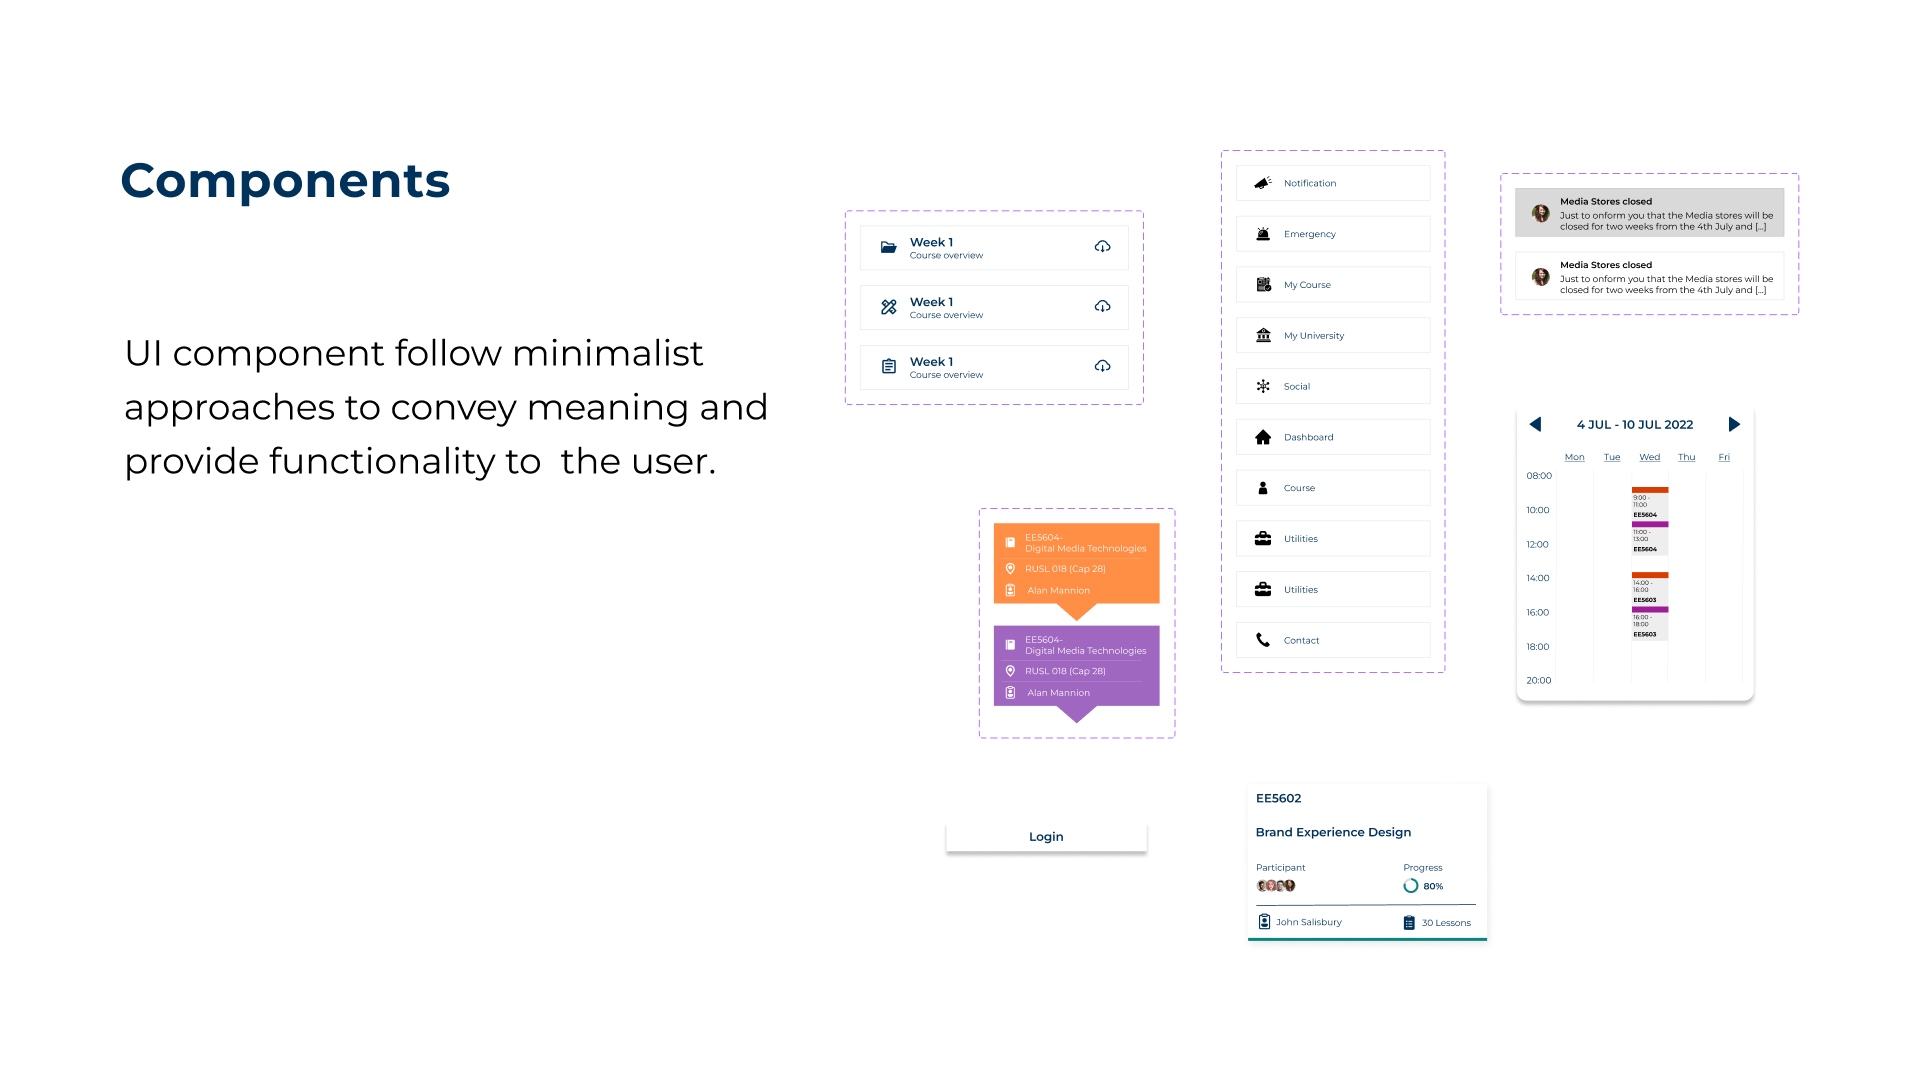 Components
UI component follow minimalist
approaches to convey meaning and
provide functionality to the user.
Week 1
Course overview
Week 1
Course overview
Week 1
Course overview
EE5604-
Digital Media Technologies
RUSL 018 (Cap 28)
Alan Mannion
EE5604-
Digital Media Technologies
RUSL 018 (Cap 28)
Alan Mannion
Login
Notification
Emergency
My Course
My University
Social
Dashboard
Course
Utilities
Utilities
Contact
EE5602
Brand Experience Design
Participant Progress
80%
John Salisbury 30 Lessons
Media Stores closed
Just to onform you that the Media stores will be
closed for two weeks from the 4th July and [...]
Media Stores closed
Just to onform you that the Media stores will be
closed for two weeks from the 4th July and [...]
4 JUL - 10 JUL 2022
Mon Tue Wed Thu Fri
08:00
10:00
12:00
14:00
16:00
18:00
20:00
9:00 -
11:00
EE5604
11:00 -
13:00
EE5604
14:00 -
16:00
EE5603
16:00 -
18:00
EE5603